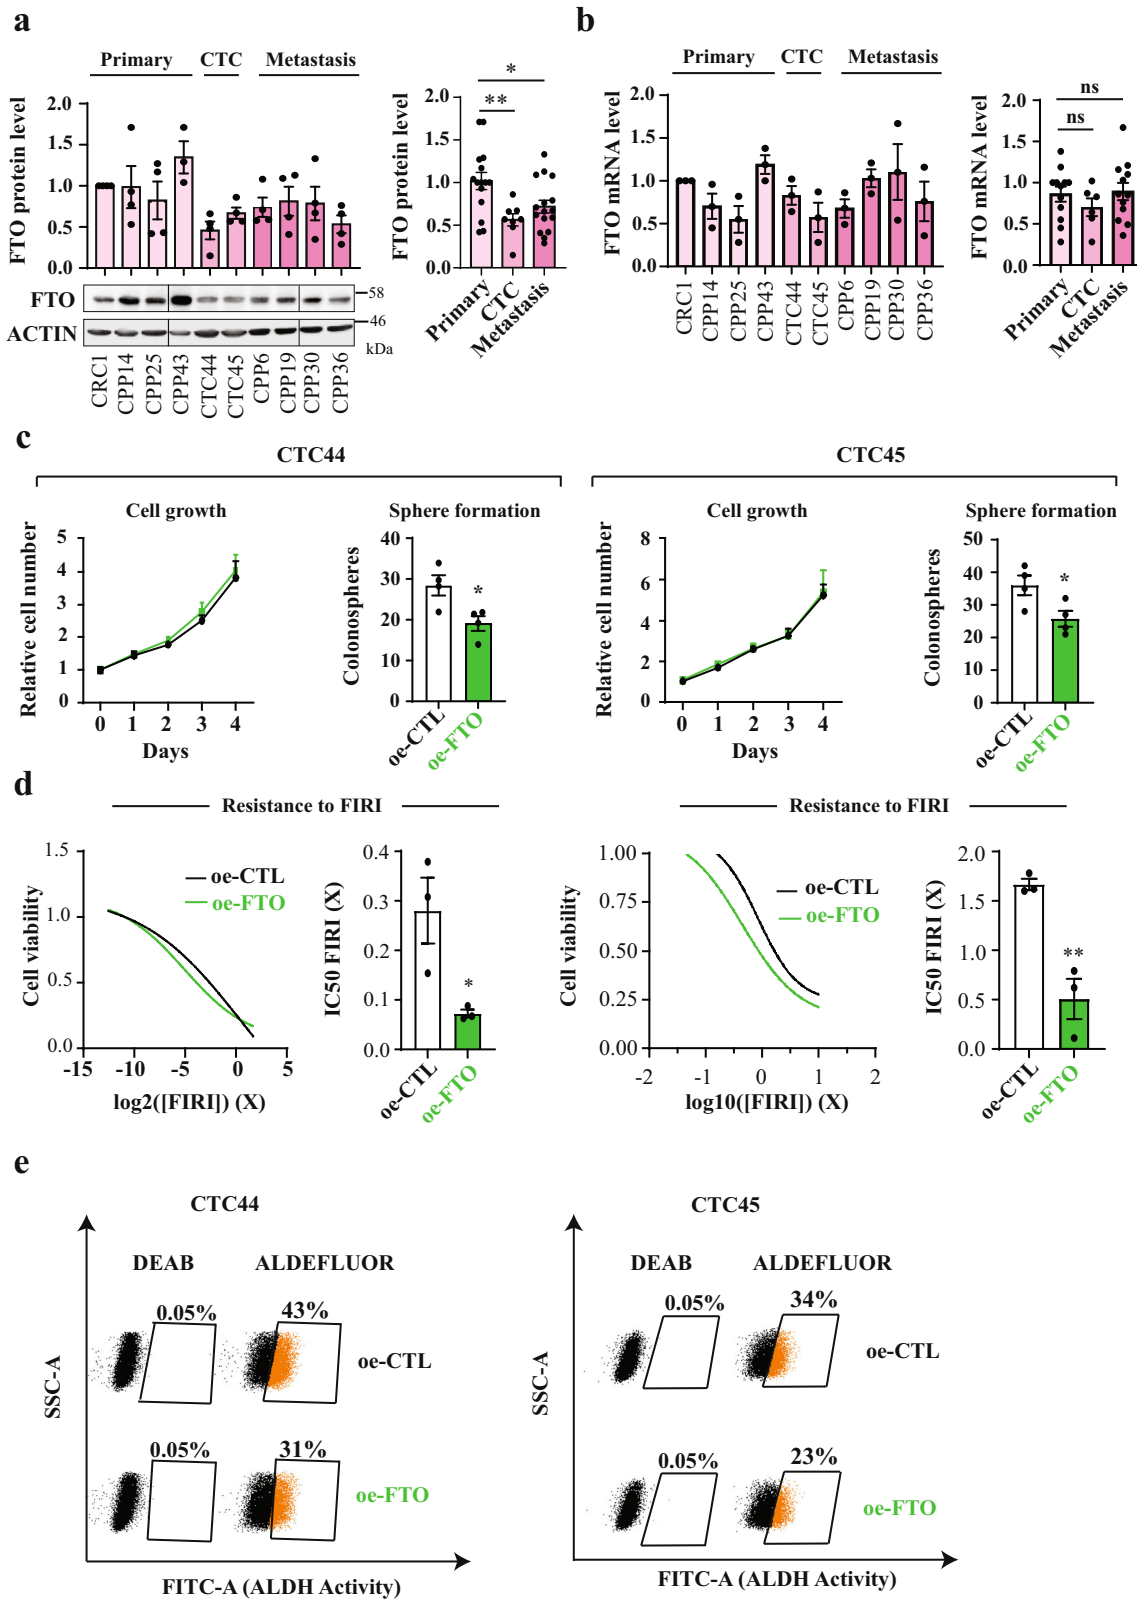 a
Primary
CTC
Metastasis
FTO protein level
2.0
1.5
1.0
0.5
0.0
FTO
ACTIN
58
46
kDa
CRC1
CPP14
CPP25
CPP43
CTC44
CTC45
CPP6
CPP19
CPP30
CPP36
FTO protein level
2.0
1.5
1.0
0.5
0.0
*
**
Primary
CTC
Metastasis
b
Primary
CTC
Metastasis
FTO mRNA level
2.0
1.5
1.0
0.5
0.0
CRC1
CPP14
CPP25
CPP43
CTC44
CTC45
CPP6
CPP19
CPP30
CPP36
FTO mRNA level
2.0
1.5
1.0
0.5
0.0
ns
ns
Primary
CTC
Metastasis
c
CTC44
Cell growth
Relative cell number
5
4
3
2
1
0
0 1 2 3 4
Days
Sphere formation
Colonospheres
40
30
20
10
0
*
oe-CTL
oe-FTO
CTC45
Cell growth
Relative cell number
8
6
4
2
0
0 1 2 3 4
Days
Sphere formation
Colonospheres
50
40
30
20
10
0
*
oe-CTL
oe-FTO
d
Resistance to FIRI
Cell viability
1.5
1.0
0.5
0.0
-15 -10 -5 0 5
log2([FIRI]) (X)
oe-CTL
oe-FTO
IC50 FIRI (X)
0.4
0.3
0.2
0.1
0.0
*
oe-CTL
oe-FTO
Resistance to FIRI
Cell viability
1.00
0.75
0.50
0.25
0.00
-2 -1 0 1 2
log10([FIRI]) (X)
oe-CTL
oe-FTO
IC50 FIRI (X)
2.0
1.5
1.0
0.5
0.0
**
oe-CTL
oe-FTO
e
CTC44
DEAB ALDEFLUOR
0.05% 43%
oe-CTL
0.05% 31%
oe-FTO
SSC-A
FITC-A (ALDH Activity)
CTC45
DEAB ALDEFLUOR
0.05% 34%
oe-CTL
0.05% 23%
oe-FTO
SSC-A
FITC-A (ALDH Activity)